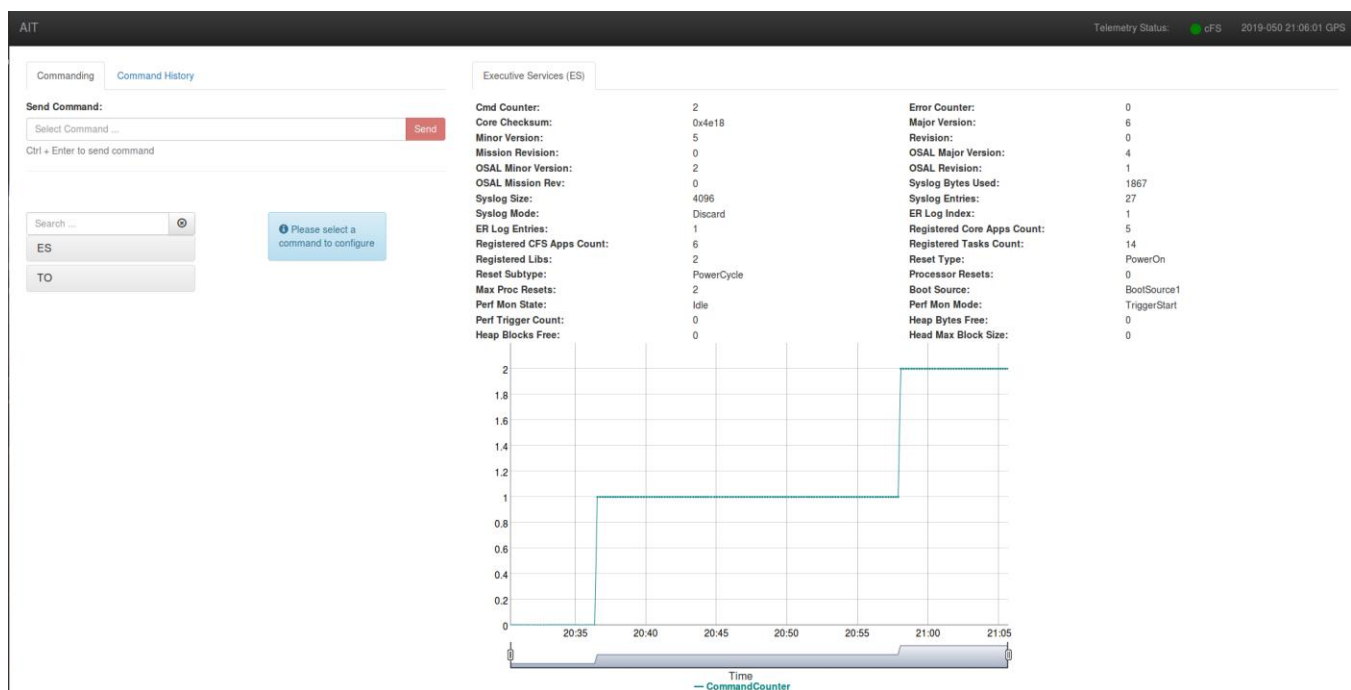 AIT Telemetry Status: cFS 2019-050 21:06:01 GPS
Commanding Command History
Send Command:
Select Command ... Send
Ctrl + Enter to send command
Search ...
ES
TO
Please select a
command to configure
Executive Services (ES)
Cmd Counter: 2 Error Counter: 0
Core Checksum: 0x4e18 Major Version: 6
Minor Version: 5 Revision: 0
Mission Revision: 0 OSAL Major Version: 4
OSAL Minor Version: 2 OSAL Revision: 1
OSAL Mission Rev: 0 Syslog Bytes Used: 1867
Syslog Size: 4096 Syslog Entries: 27
Syslog Mode: Discard ER Log Index: 1
ER Log Entries: 1 Registered Core Apps Count: 5
Registered CFS Apps Count: 6 Registered Tasks Count: 14
Registered Libs: 2 Reset Type: PowerOn
Reset Subtype: PowerCycle Processor Resets: 0
Max Proc Resets: 2 Boot Source: BootSource1
Perf Mon State: Idle Perf Mon Mode: TriggerStart
Perf Trigger Count: 0 Heap Bytes Free: 0
Heap Blocks Free: 0 Head Max Block Size: 0
2
1.8
1.6
1.4
1.2
1
0.8
0.6
0.4
0.2
0
20:35 20:40 20:45 20:50 20:55 21:00 21:05
Time
CommandCounter